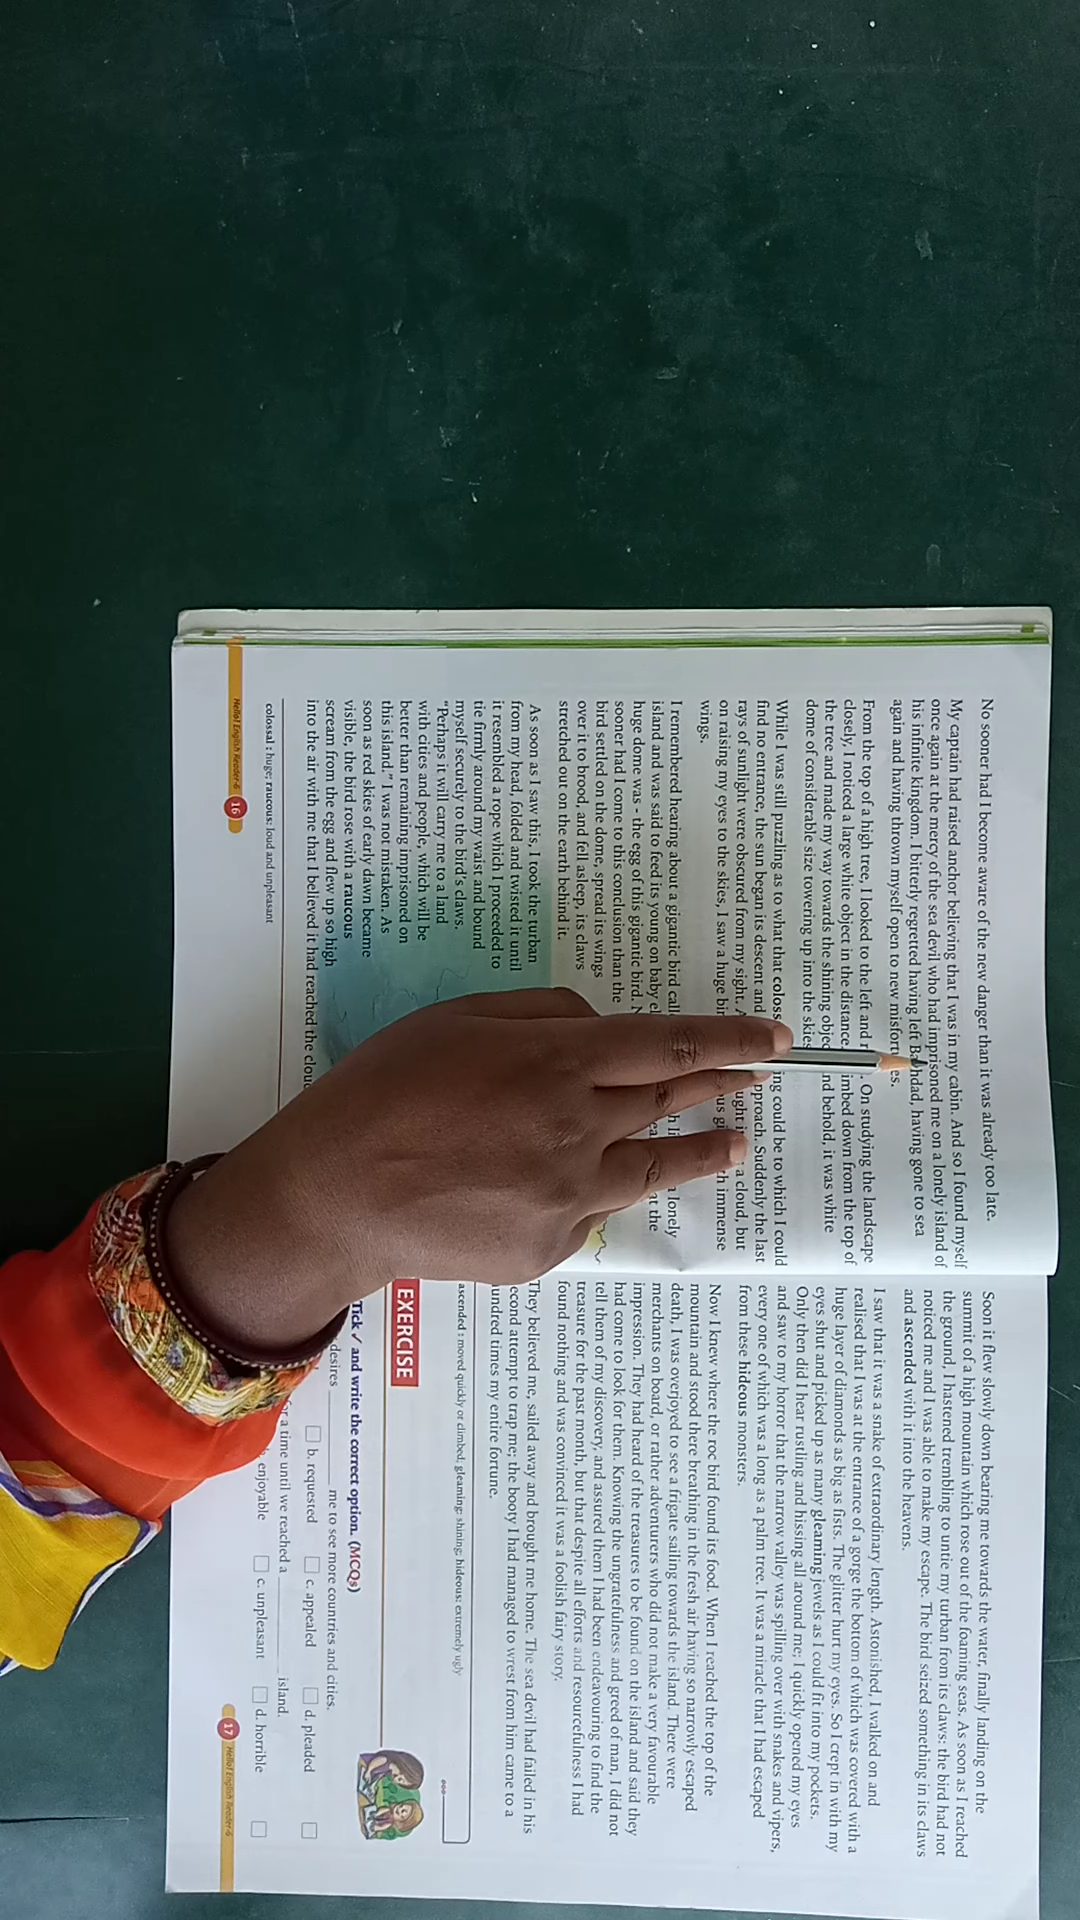 No sooner had I become aware of the new danger than it was already too late.
My captain had raised anchor believing that I was in my cabin. And so I found myself
once again at the mercy of the sea devil who had imprisoned me on a lonely island of
his infinite kingdom. I bitterly regretted having left Baghdad, having gone to sea
again and having thrown myself open to new misfortunes.
From the top of a high tree, I looked to the left and . On studying the landscape
closely, I noticed a large white object in the distance. down from the top of
the tree and made my way towards the shining behold, it was white
dome of considerable size towering up into the skies
While I was still puzzling as to what that could be to which I could
find no entrance, the sun began its descent and approach. Suddenly the last
rays of sunlight were obscured from my sight. a cloud, but
on raising my eyes to the skies, I saw a huge immense
wings.
I remembered hearing about a gigantic bird lonely
island and was said to feed its young on baby at the
huge dome was - the egg of this gigantic bird.
sooner had I come to this conclusion than the
bird settled on the dome, spread its wings
over it to brood, and fell asleep, its claws
stretched out on the earth behind it.
As soon as I saw this, I took the turban
from my head, folded and twisted it until
it resembled a rope which I proceeded to
tie firmly around my waist and bound
myself securely to the bird's claws.
"Perhaps it will carry me to a land
with cities and people, which will be
better than remaining imprisoned on
this island." I was not mistaken. As
soon as red skies of early dawn became
visible, the bird rose with a raucous
scream from the egg and flew up so high
into the air with me that I believed it had reached the
colossal : huge; raucous: loud and unpleasant
Hello! English Reader-6 16
Soon it flew slowly down bearing me towards the water, finally landing on the
summit of a high mountain which rose out of the foaming seas. As soon as I reached
the ground, I hastened trembling to untie my turban from its claws: the bird had not
noticed me and I was able to make my escape. The bird seized something in its claws
and ascended with it into the heavens.
I saw that it was a snake of extraordinary length. Astonished, I walked on and
realised that I was at the entrance of a gorge the bottom of which was covered with a
huge layer of diamonds as big as fists. The glitter hurt my eyes. So I crept in with my
eyes shut and picked up as many gleaming jewels as I could fit into my pockets.
Only then did I hear rustling and hissing all around me; I quickly opened my eyes
and saw to my horror that the narrow valley was spilling over with snakes and vipers,
every one of which was a long as a palm tree. It was a miracle that I had escaped
from these hideous monsters.
Now I knew where the roc bird found its food. When I reached the top of the
mountain and stood there breathing in the fresh air having so narrowly escaped
death, I was overjoyed to see a frigate sailing towards the island. There were
merchants on board, or rather adventurers who did not make a very favourable
impression. They had heard of the treasures to be found on the island and said they
had come to look for them. Knowing the ungratefulness and greed of man, I did not
tell them of my discovery, and assured them I had been endeavouring to find the
treasure for the past month, but that despite all efforts and resourcefulness I had
found nothing and was convinced it was a foolish fairy story.
They believed me, sailed away and brought me home. The sea devil had failed in his
second attempt to trap me; the booty I had managed to wrest from him came to a
hundred times my entire fortune.
ascended : moved quickly or climbed, gleaming: shining; hideous: extremely ugly
EXERCISE
Tick ✓ and write the correct option. (MCQs)
desires ________ me to see more countries and cities.
b. requested c. appealed d. pleaded
for a time until we reached a ________ island.
enjoyable c. unpleasant d. horrible
17 Hello! English Reader-6